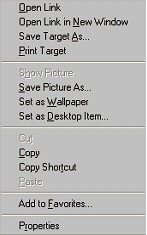 Open Link
Open Link in New Window
Save Target As...
Print Target
Show Picture
Save Picture As...
Set as Wallpaper
Set as Desktop Item...
Cut
Copy
Copy Shortcut
Paste
Add to Favorites...
Properties